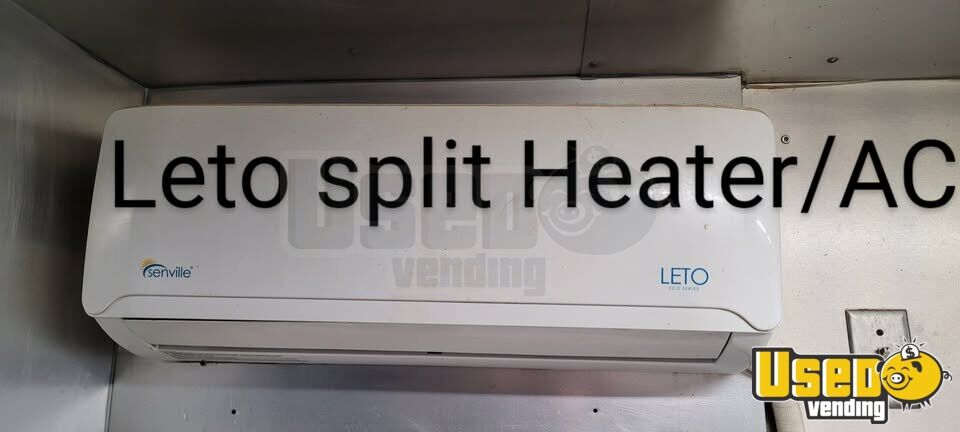 Leto split Heater/AC
USED
vending
senville
LETO
ECO SERIES
USED
vending